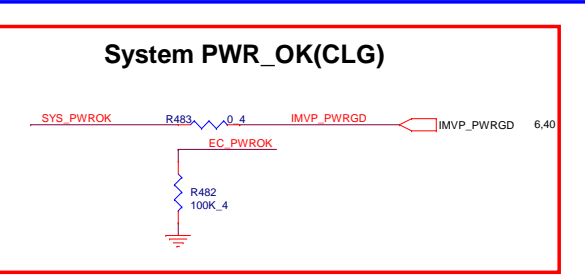 System PWR_OK(CLG)
SYS_PWROK R483 0_4 IMVP_PWRGD IMVP_PWRGD 6,40
EC_PWROK
R482
100K_4